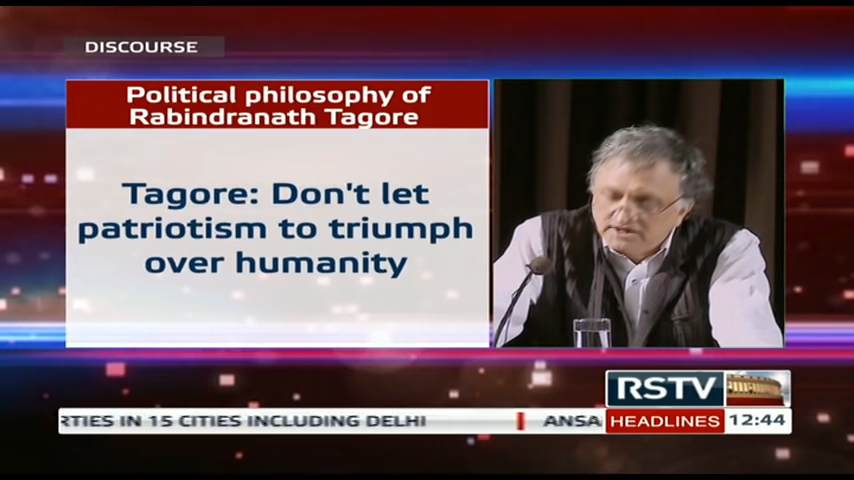 DISCOURSE
Political philosophy of
Rabindranath Tagore
Tagore: Don't let
patriotism to triumph
over humanity
RSTV
RTIES IN 15 CITIES INCLUDING DELHI
ANSA
HEADLINES
12:44